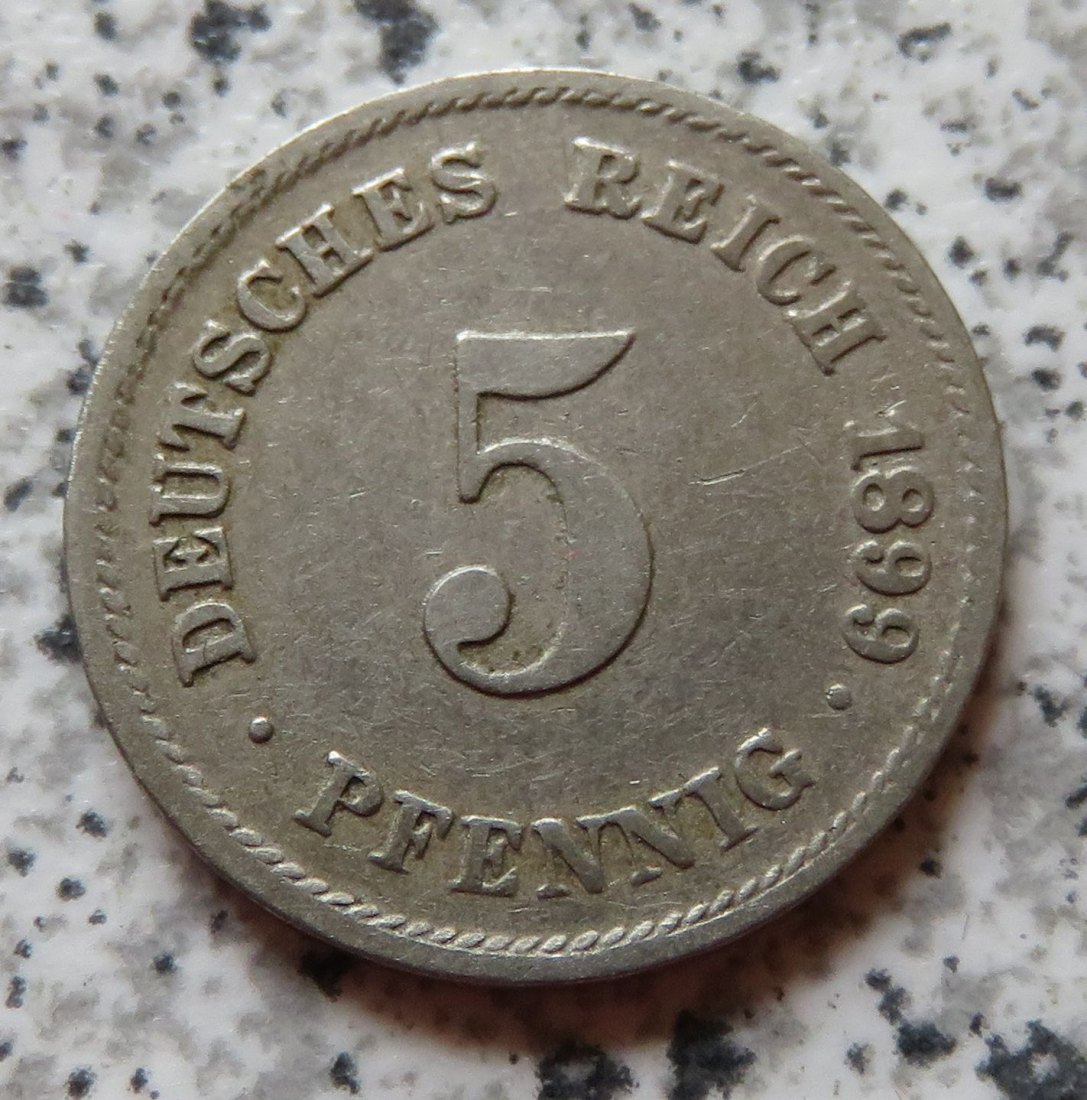 DEUTSCHES REICH 1899
5
· PFENNIG ·